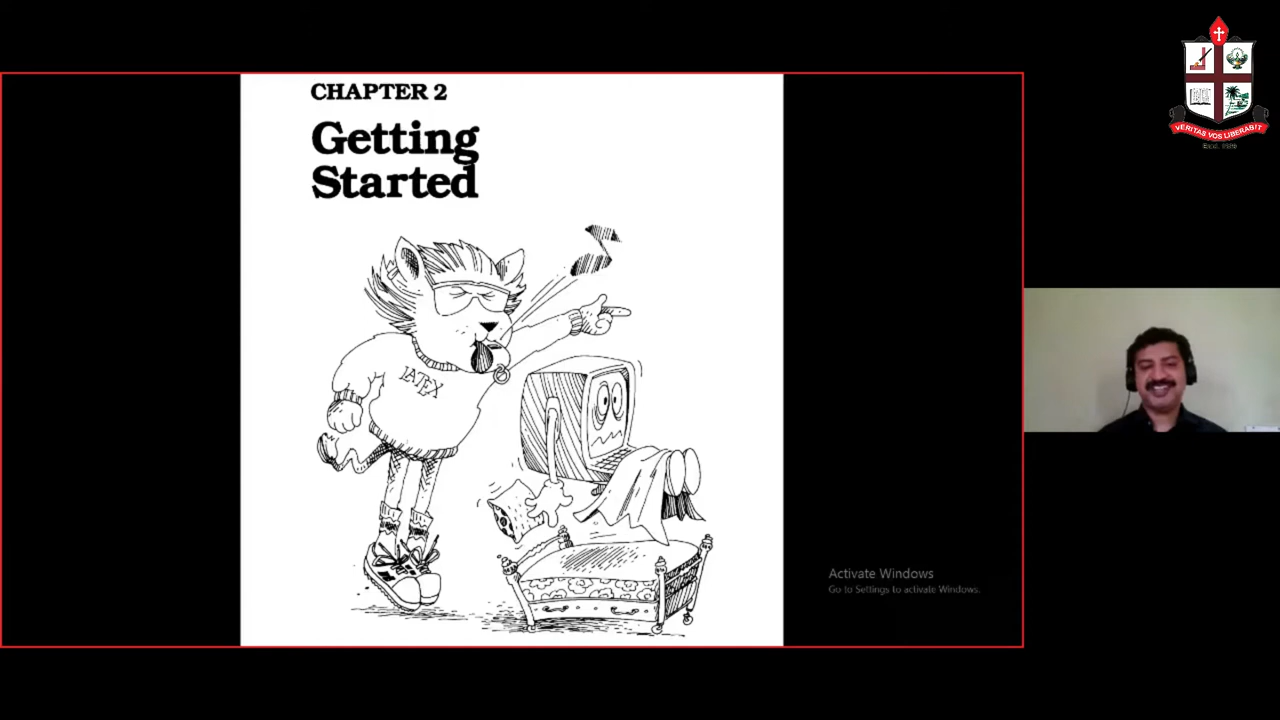 CHAPTER 2
Getting
Started
LATEX
VERITAS VOS LIBERABIT
Activate Windows
Go to Settings to activate Windows.